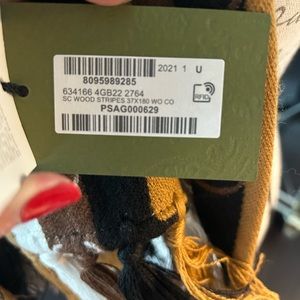 2021 1 U
8095989285
634166 4GB22 2764
SC WOOD STRIPES 37X180 WO CO
PSAG000629
RFID